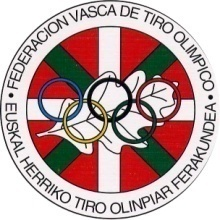 • FEDERACION VASCA DE TIRO OLIMPICO •
EUSKAL HERRIKO TIRO OLINPIAR FERAKUNDEA